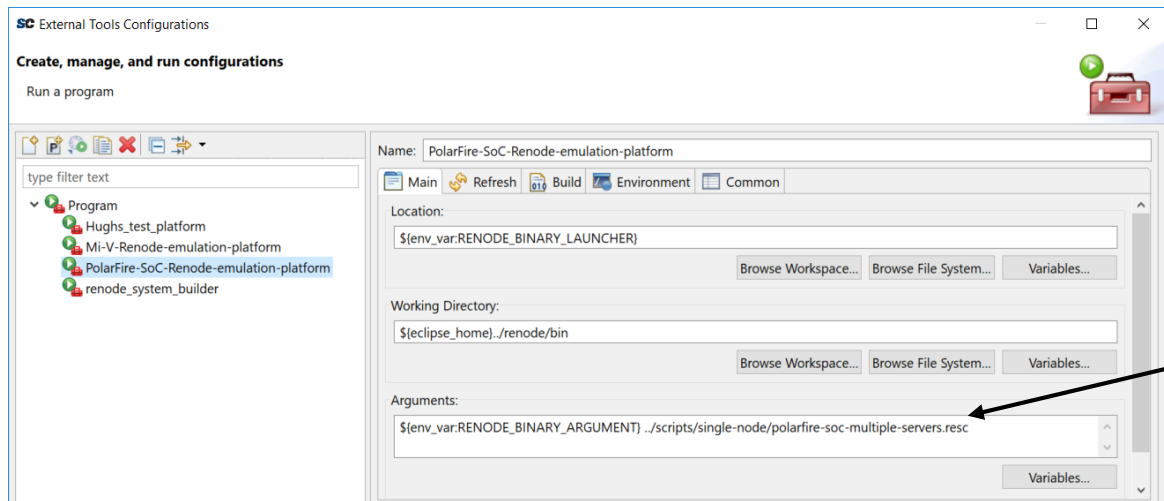 SC External Tools Configurations
Create, manage, and run configurations
Run a program
Name: PolarFire-SoC-Renode-emulation-platform
type filter text
Program
Hughs_test_platform
Mi-V-Renode-emulation-platform
PolarFire-SoC-Renode-emulation-platform
renode_system_builder
Main Refresh Build Environment Common
Location:
${env_var:RENODE_BINARY_LAUNCHER}
Browse Workspace... Browse File System... Variables...
Working Directory:
${eclipse_home}../renode/bin
Browse Workspace... Browse File System... Variables...
Arguments:
${env_var:RENODE_BINARY_ARGUMENT} ../scripts/single-node/polarfire-soc-multiple-servers.resc
Variables...